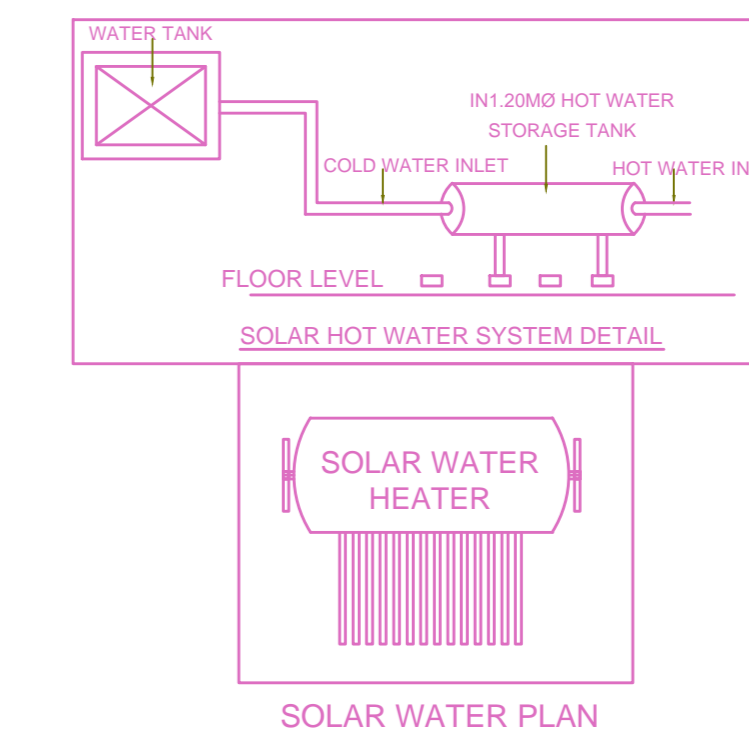 WATER TANK
IN1.20MØ HOT WATER
STORAGE TANK
COLD WATER INLET
HOT WATER IN
FLOOR LEVEL
SOLAR HOT WATER SYSTEM DETAIL
SOLAR WATER
HEATER
SOLAR WATER PLAN